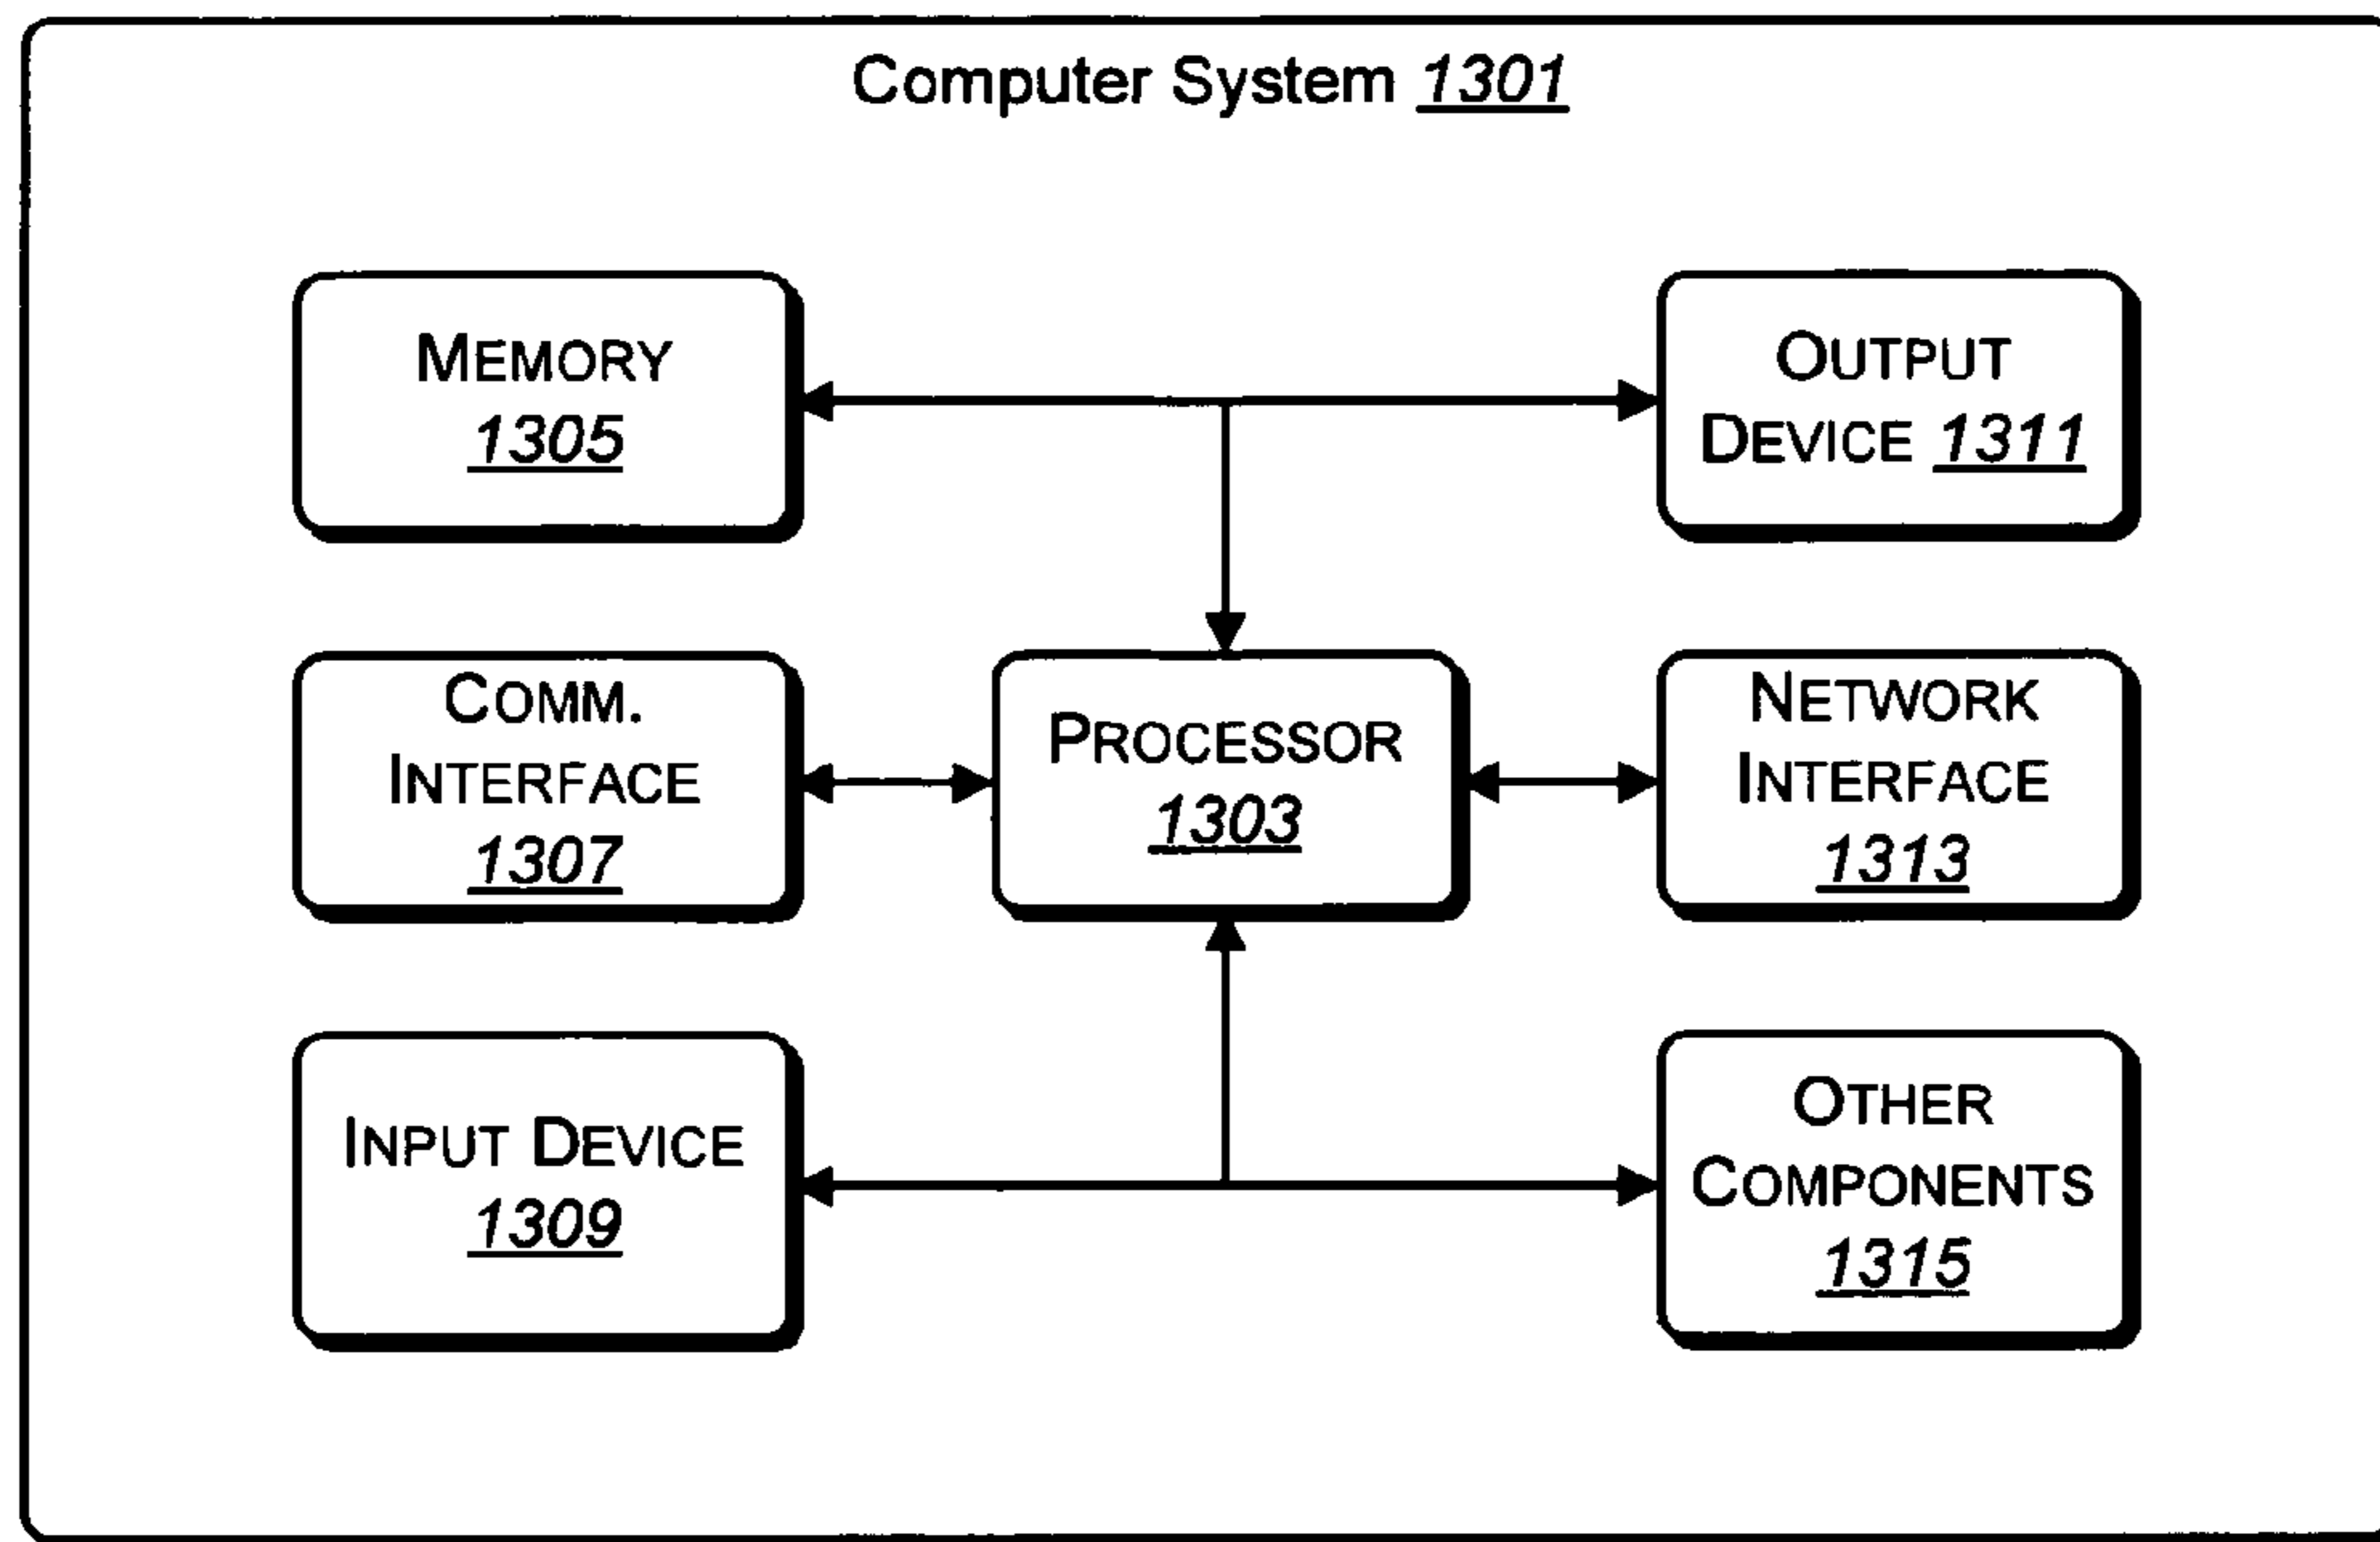 Computer System 1301
MEMORY
1305
OUTPUT
DEVICE 1311
COMM.
INTERFACE
1307
PROCESSOR
1303
NETWORK
INTERFACE
1313
INPUT DEVICE
1309
OTHER
COMPONENTS
1315